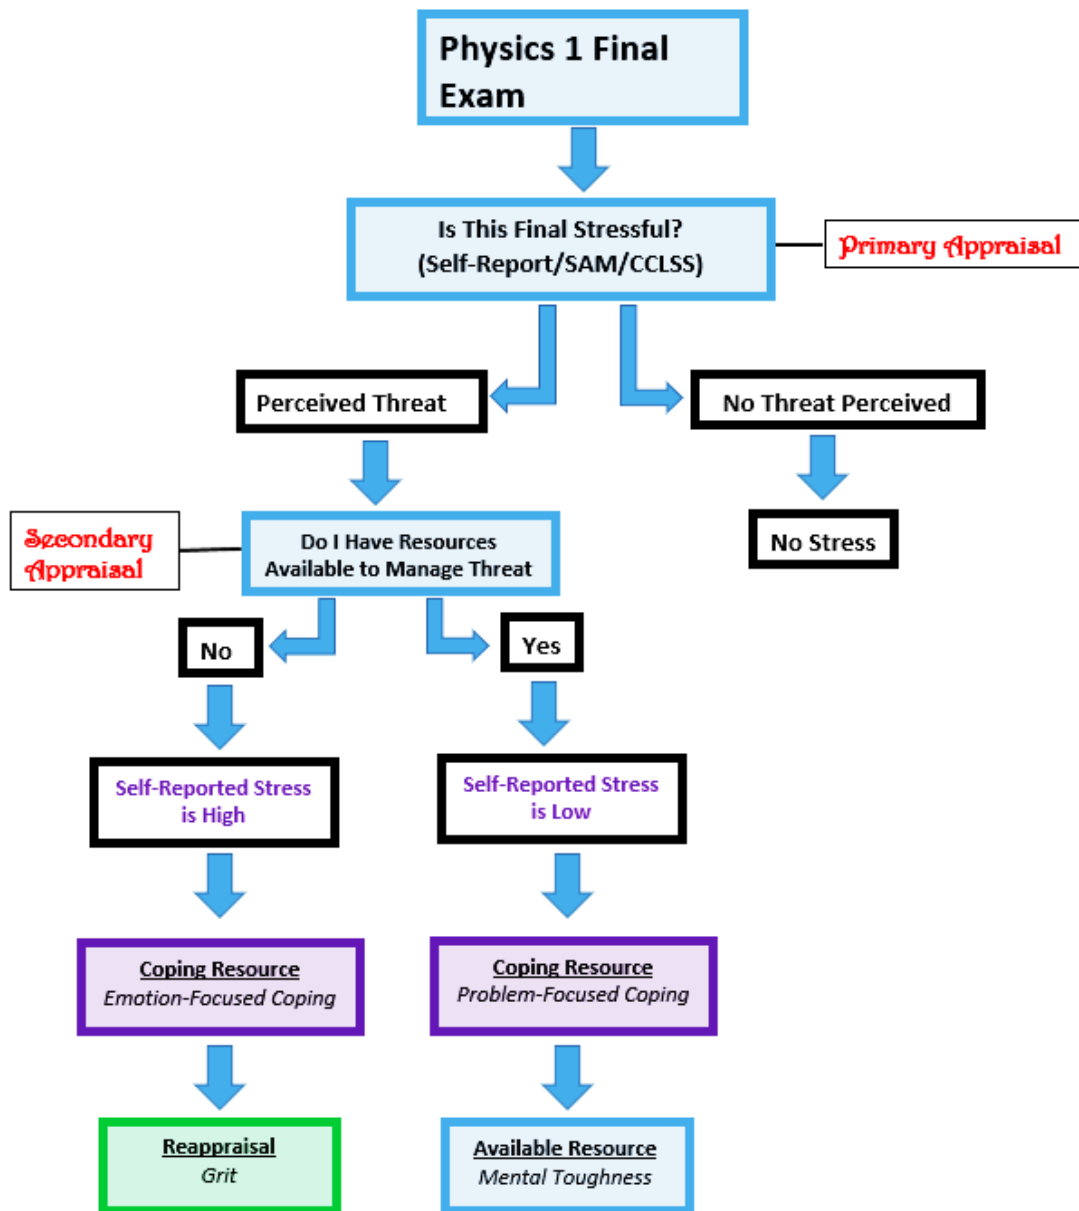 Physics 1 Final
Exam
Is This Final Stressful?
(Self-Report/SAM/CCLSS)
Primary Appraisal
Perceived Threat
No Threat Perceived
No Stress
Secondary
Appraisal
Do I Have Resources
Available to Manage Threat
No
Yes
Self-Reported Stress
is High
Self-Reported Stress
is Low
Coping Resource
Emotion-Focused Coping
Coping Resource
Problem-Focused Coping
Reappraisal
Grit
Available Resource
Mental Toughness